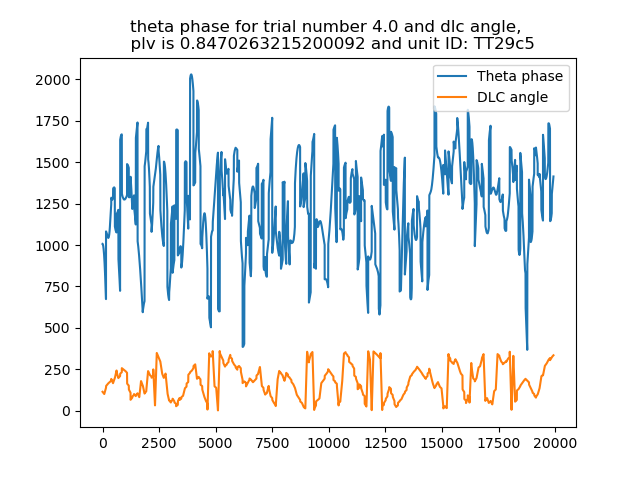 theta phase for trial number 4.0 and dlc angle,
plv is 0.8470263215200092 and unit ID: TT29c5
Theta phase
DLC angle
2000
1750
1500
1250
1000
750
500
250
0
0 2500 5000 7500 10000 12500 15000 17500 20000